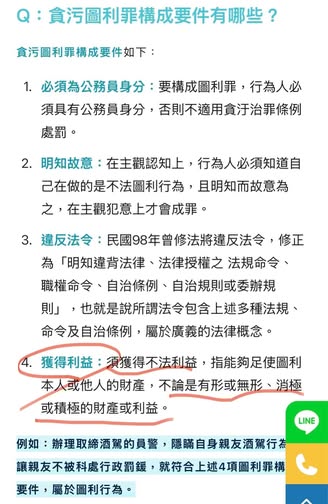 Q：貪污圖利罪構成要件有哪些？
貪污圖利罪構成要件如下：
1. 必須為公務員身分：要構成圖利罪，行為人必
須具有公務員身分，否則不適用貪汙治罪條例
處罰。
2. 明知故意：在主觀認知上，行為人必須知道自
己在做的是不法圖利行為，且明知而故意為
之，在主觀犯意上才會成罪。
3. 違反法令：民國98年曾修法將違反法令，修正
為「明知違背法律、法律授權之 法規命令、
職權命令、自治條例、自治規則或委辦規
則」，也就是說所謂法令包含上述多種法規、
命令及自治條例，屬於廣義的法律概念。
4. 獲得利益：須獲得不法利益，指能夠足使圖利
本人或他人的財產，不論是有形或無形、消極
或積極的財產或利益。
例如：辦理取締酒駕的員警，隱瞞自身親友酒駕行為
讓親友不被科處行政罰鍰，就符合上述4項圖利罪構
要件，屬於圖利行為。
LINE